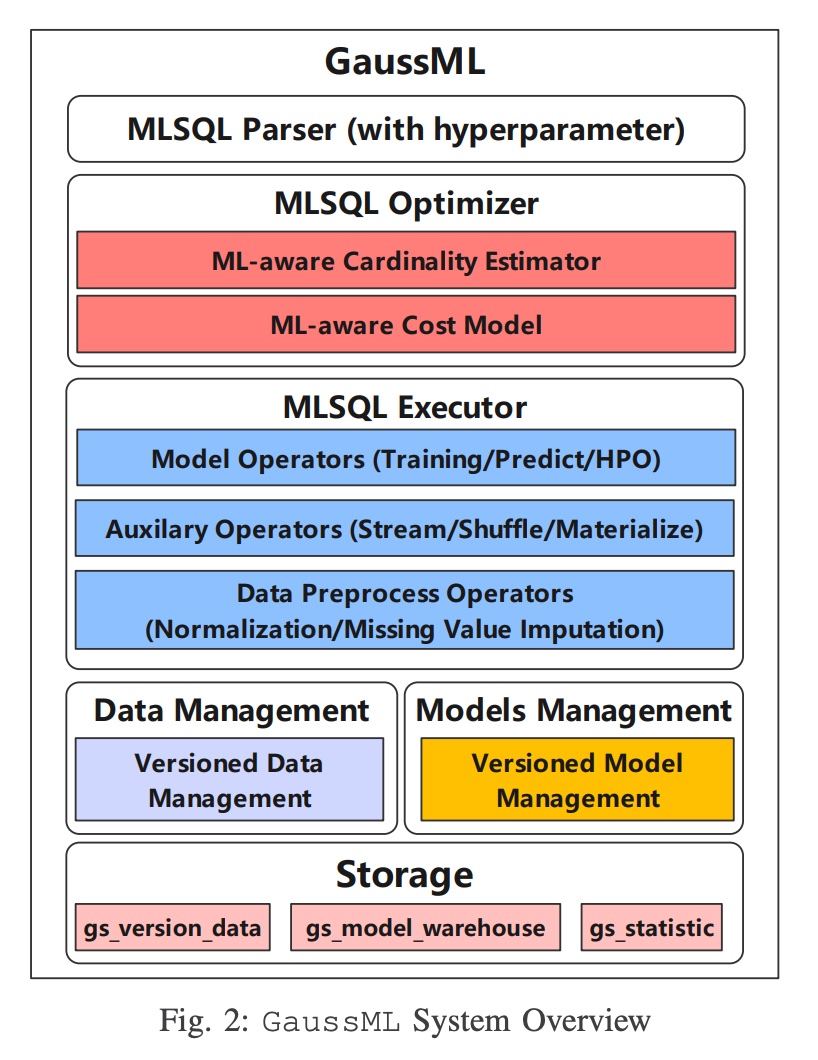 GaussML
MLSQL Parser (with hyperparameter)
MLSQL Optimizer
ML-aware Cardinality Estimator
ML-aware Cost Model
MLSQL Executor
Model Operators (Training/Predict/HPO)
Auxilary Operators (Stream/Shuffle/Materialize)
Data Preprocess Operators
(Normalization/Missing Value Imputation)
Data Management
Versioned Data
Management
Models Management
Versioned Model
Management
Storage
gs_version_data
gs_model_warehouse
gs_statistic
Fig. 2: GaussML System Overview